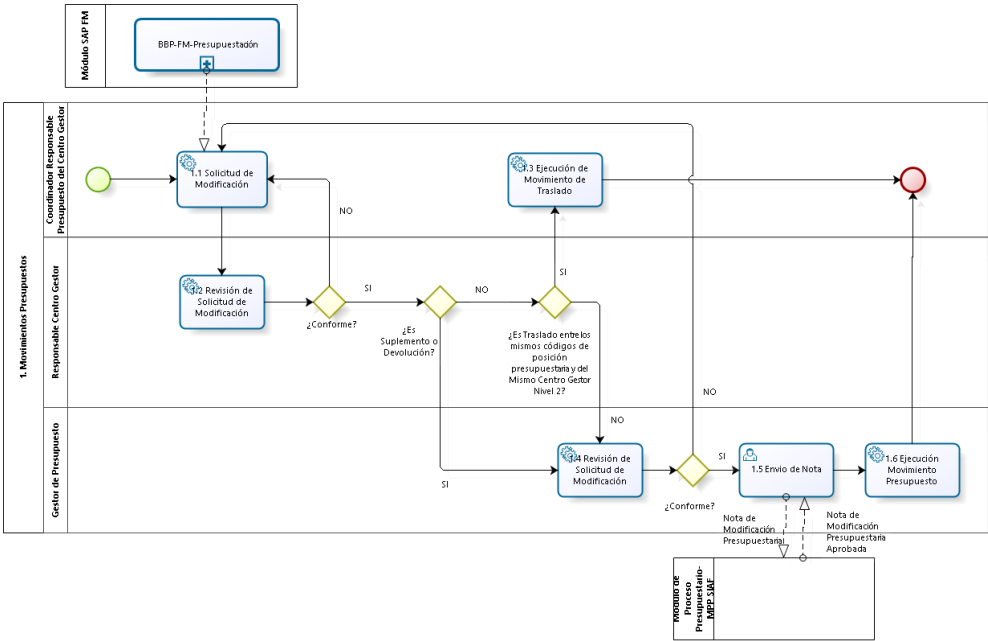 Módulo SAP FM
BBP-FM-Presupuestación
1. Movimientos Presupuestos
Coordinador Responsable
Presupuesto del Centro Gestor
1.1 Solicitud de
Modificación
1.3 Ejecución de
Movimiento de
Traslado
NO
Responsable Centro Gestor
1.2 Revisión de
Solicitud de
Modificación
¿Conforme?
SI
¿Es
Suplemento o
Devolución?
NO
SI
¿Es Traslado entre los
mismos códigos de
posición
presupuestaria y del
Mismo Centro Gestor
Nivel 2?
NO
NO
Gestor de Presupuesto
SI
1.4 Revisión de
Solicitud de
Modificación
¿Conforme?
SI
1.5 Envio de Nota
1.6 Ejecución
Movimiento
Presupuesto
Nota de
Modificación
Presupuestaria
Nota de
Modificación
Presupuestaria
Aprobada
Módulo de
Proceso
Presupuestario-
MPP SIAF